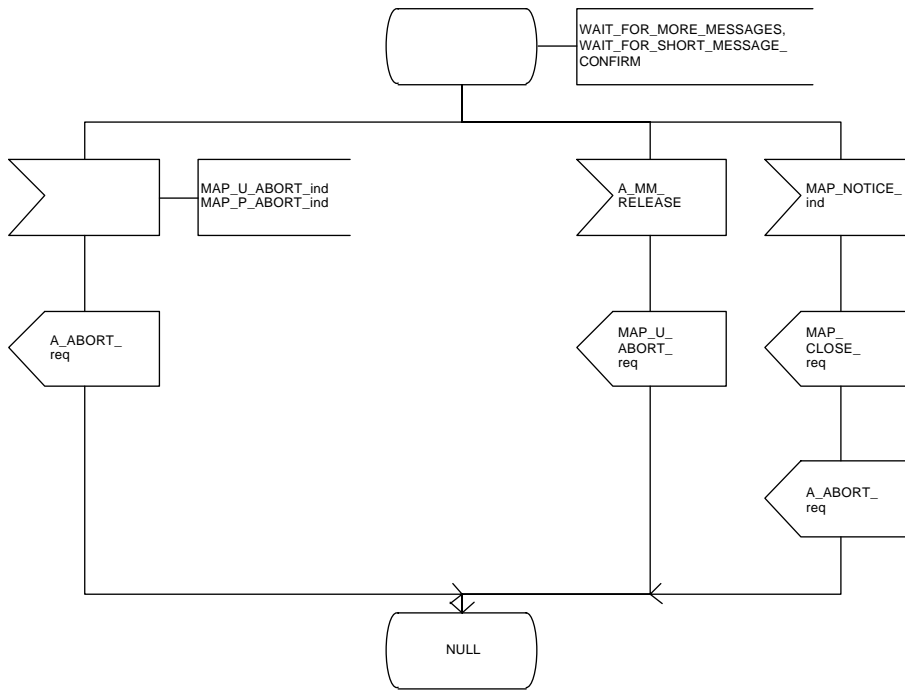 WAIT_FOR_MORE_MESSAGES,
WAIT_FOR_SHORT_MESSAGE_
CONFIRM
MAP_U_ABORT_ind
MAP_P_ABORT_ind
A_MM_
RELEASE
MAP_NOTICE_
ind
A_ABORT_
req
MAP_U_
ABORT_
req
MAP_
CLOSE_
req
A_ABORT_
req
NULL